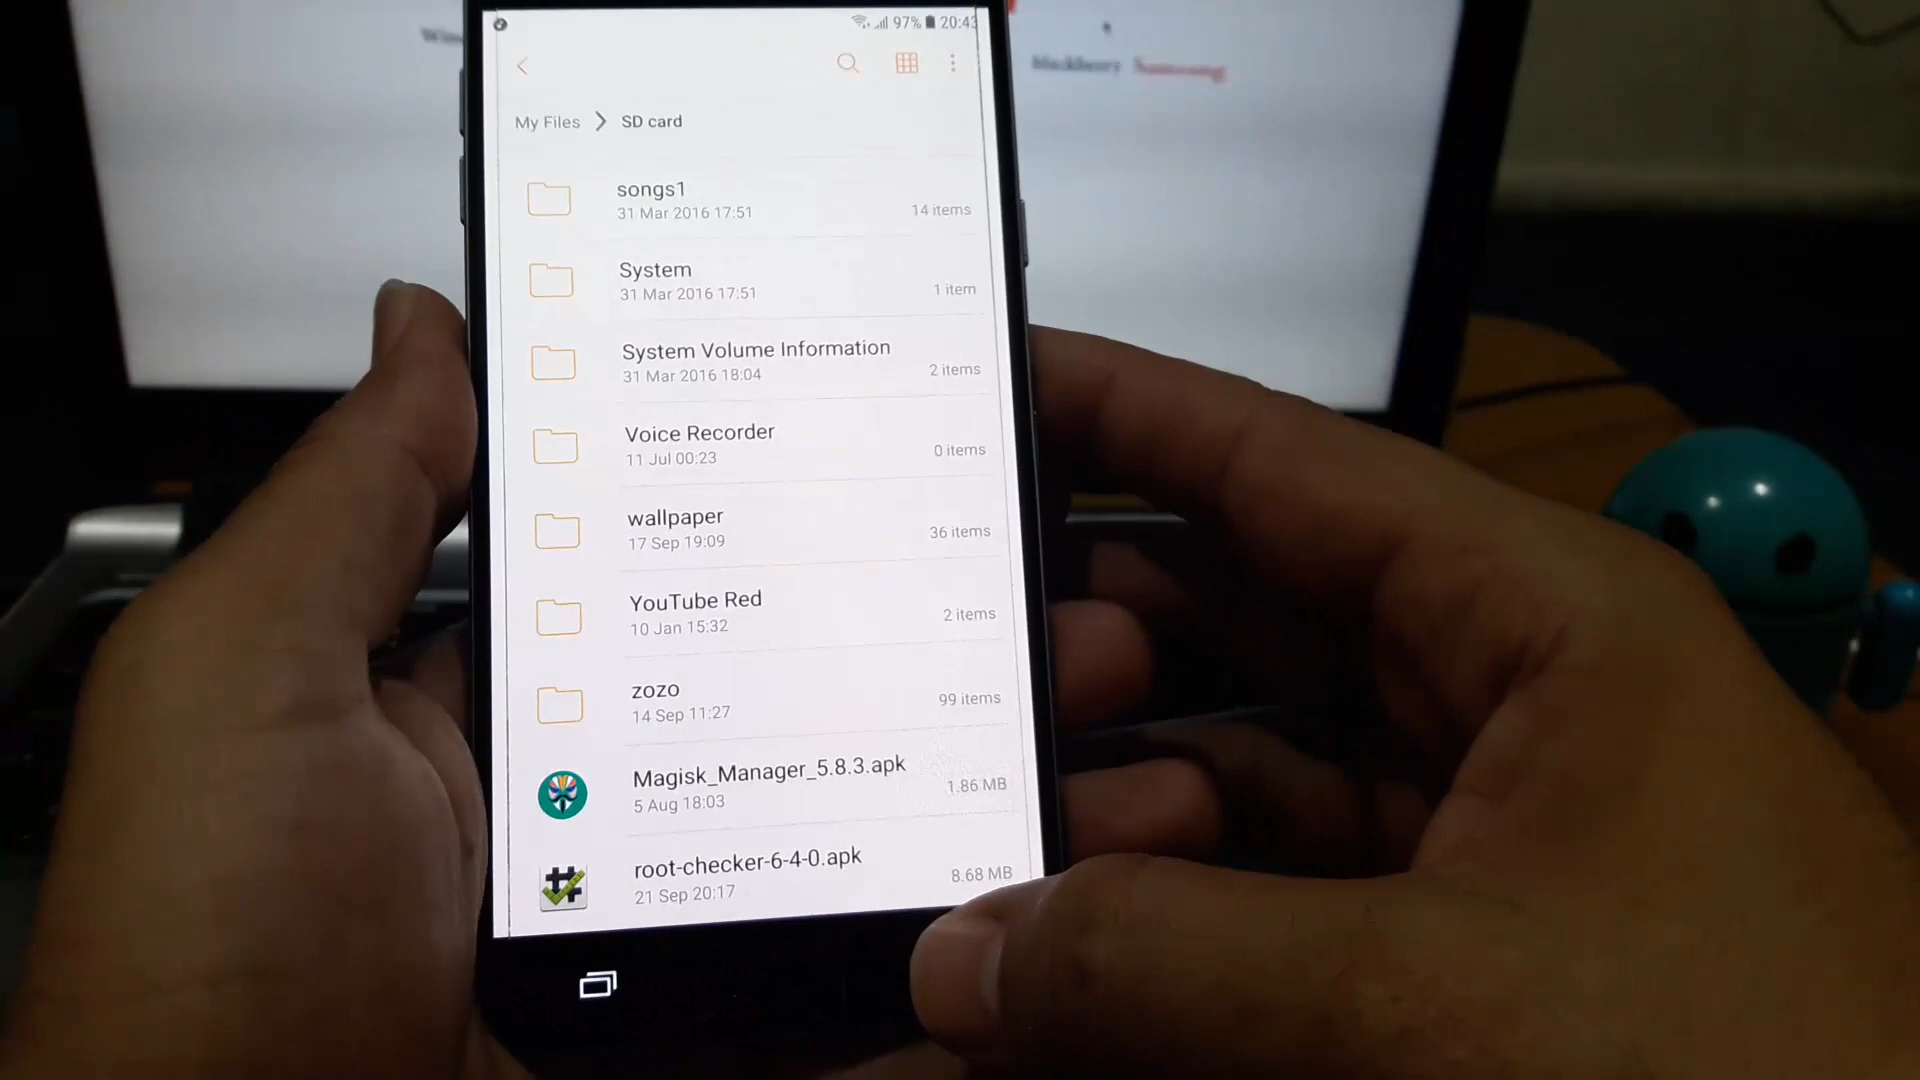 97% 20:43
My Files > SD card
songs1
31 Mar 2016 17:51
14 items
System
31 Mar 2016 17:51
1 item
System Volume Information
31 Mar 2016 18:04
2 items
Voice Recorder
11 Jul 00:23
0 items
wallpaper
17 Sep 19:09
36 items
YouTube Red
10 Jan 15:32
2 items
zozo
14 Sep 11:27
99 items
Magisk_Manager_5.8.3.apk
5 Aug 18:03
1.86 MB
root-checker-6-4-0.apk
21 Sep 20:17
8.68 MB
blackberry Samsung